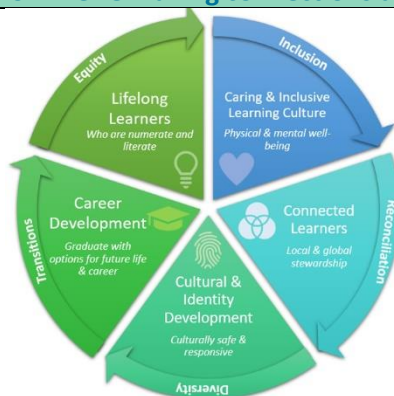 Equity
Lifelong
Learners
Who are numerate and
literate
Inclusion
Caring & Inclusive
Learning Culture
Physical & mental well-
being
Reconciliation
Connected
Learners
Local & global
stewardship
Diversity
Cultural &
Identity
Development
Culturally safe &
responsive
Transitions
Career
Development
Graduate with
options for future life
& career